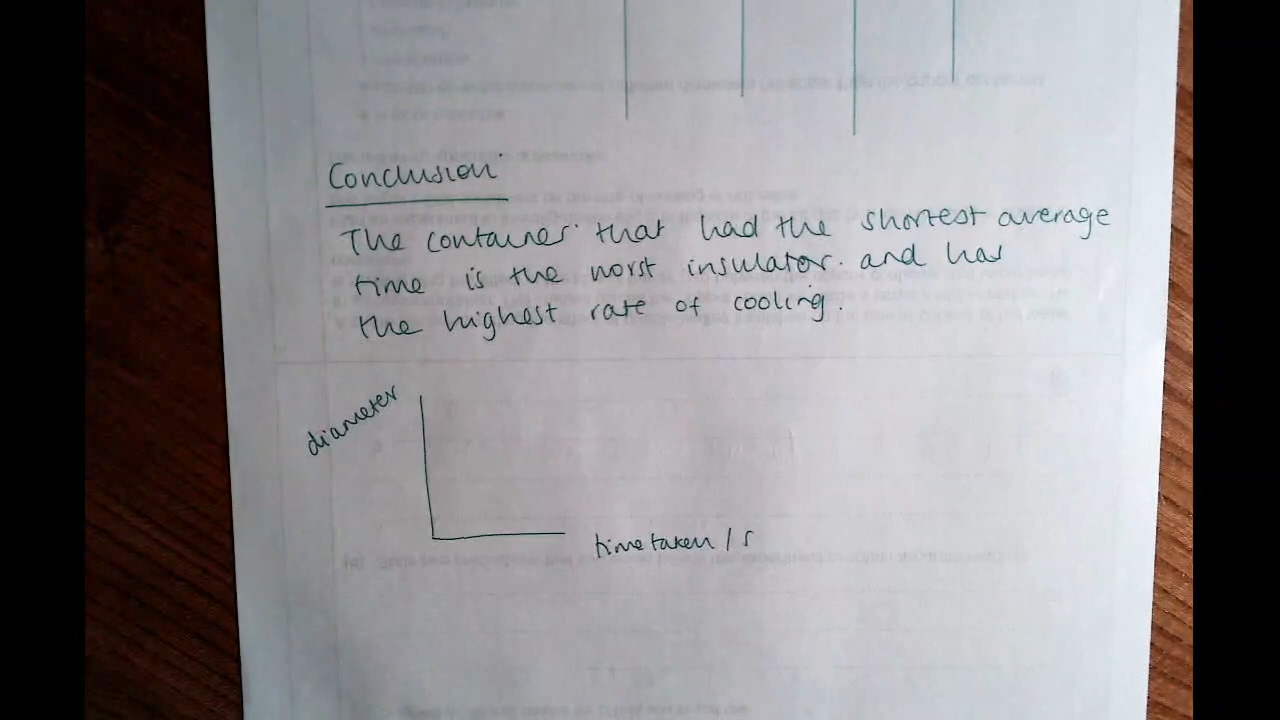 Conclusion
The container that had the shortest average
time is the worst insulator. and has
the highest rate of cooling.
diameter
time taken / s